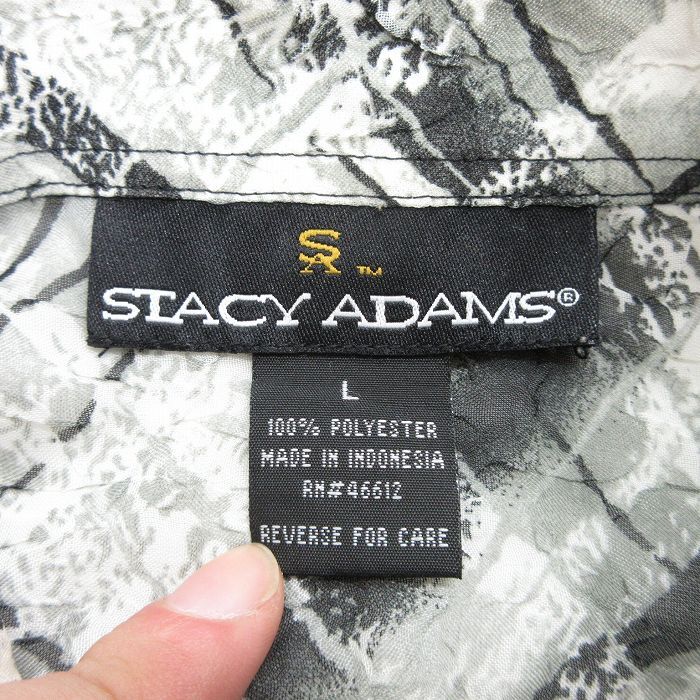 SA ™
STACY ADAMS®
L
100% POLYESTER
MADE IN INDONESIA
RN#46612
REVERSE FOR CARE